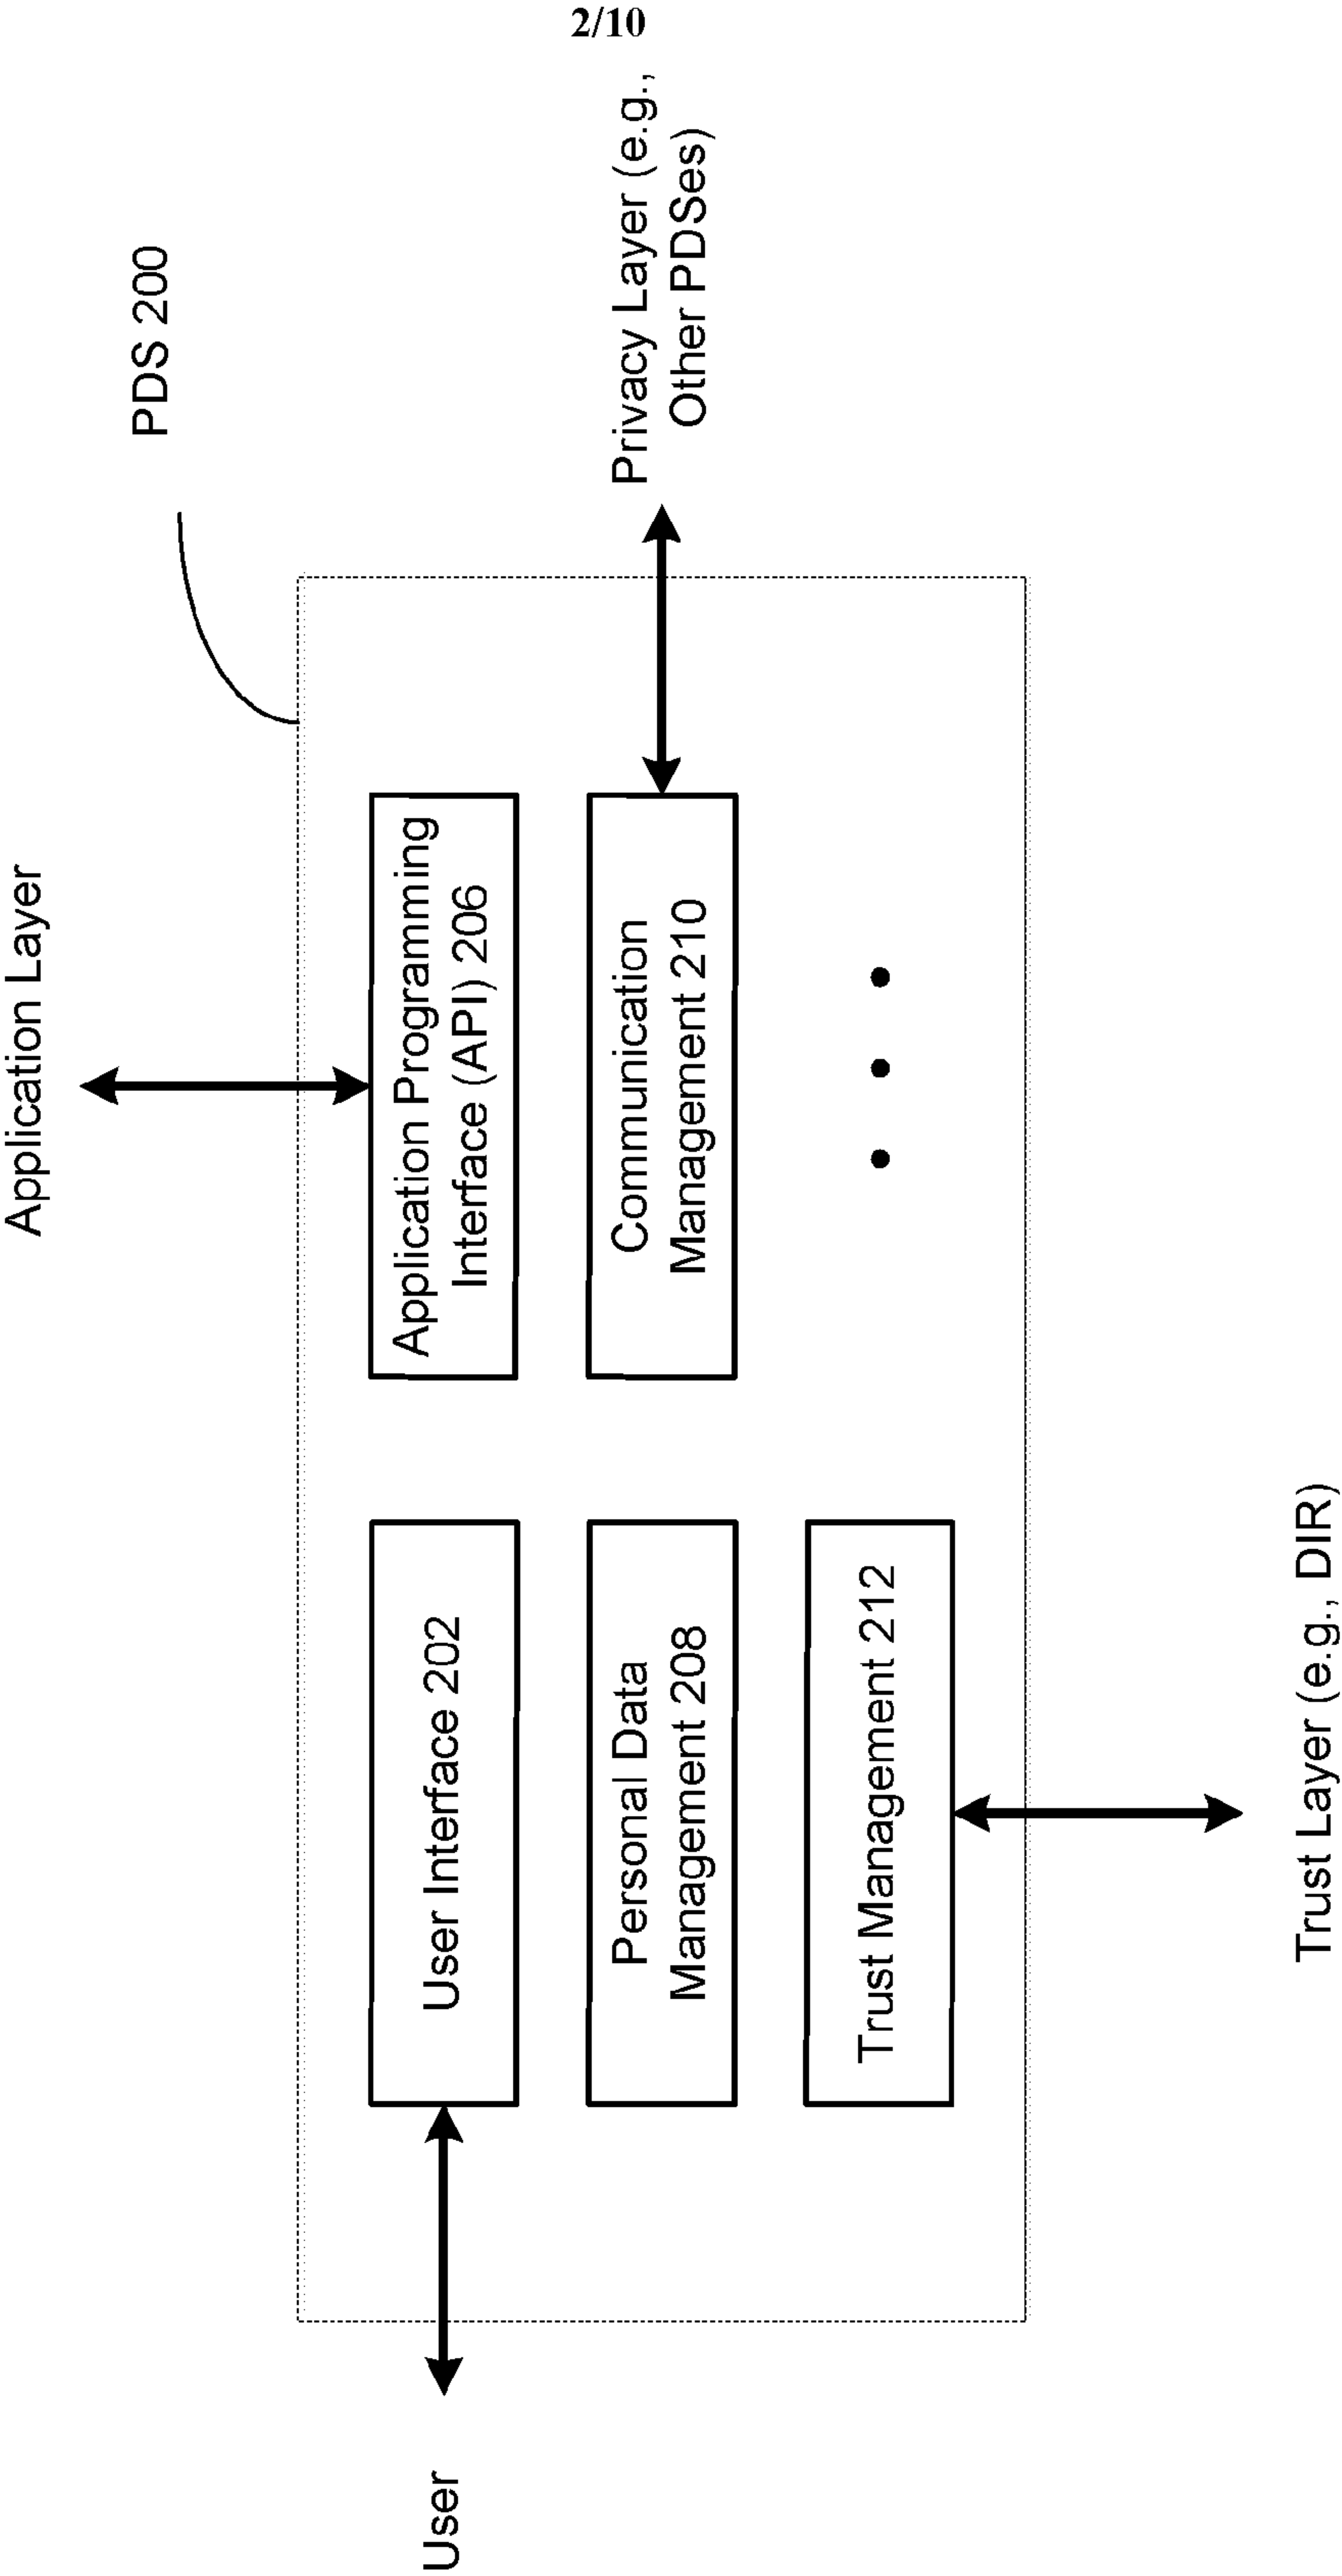 2/10
Application Layer
PDS 200
User
User Interface 202
Application Programming
Interface (API) 206
Personal Data
Management 208
Communication
Management 210
Privacy Layer (e.g.,
Other PDSes)
Trust Management 212
Trust Layer (e.g., DIR)